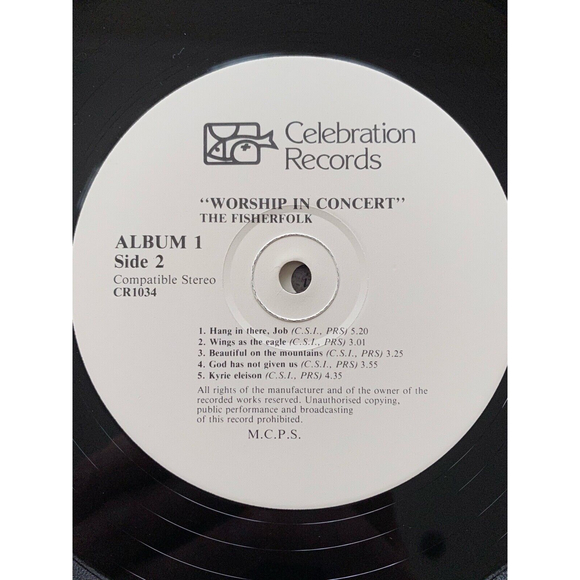 Celebration
Records
“WORSHIP IN CONCERT”
THE FISHERFOLK
ALBUM 1
Side 2
Compatible Stereo
CR1034
1. Hang in there, Job (C.S.I., PRS) 5.20
2. Wings as the eagle (C.S.I., PRS) 3.01
3. Beautiful on the mountains (C.S.I., PRS) 3.25
4. God has not given us (C.S.I., PRS) 3.55
5. Kyrie eleison (C.S.I., PRS) 4.35
All rights of the manufacturer and of the owner of the
recorded works reserved. Unauthorised copying,
public performance and broadcasting
of this record prohibited.
M.C.P.S.